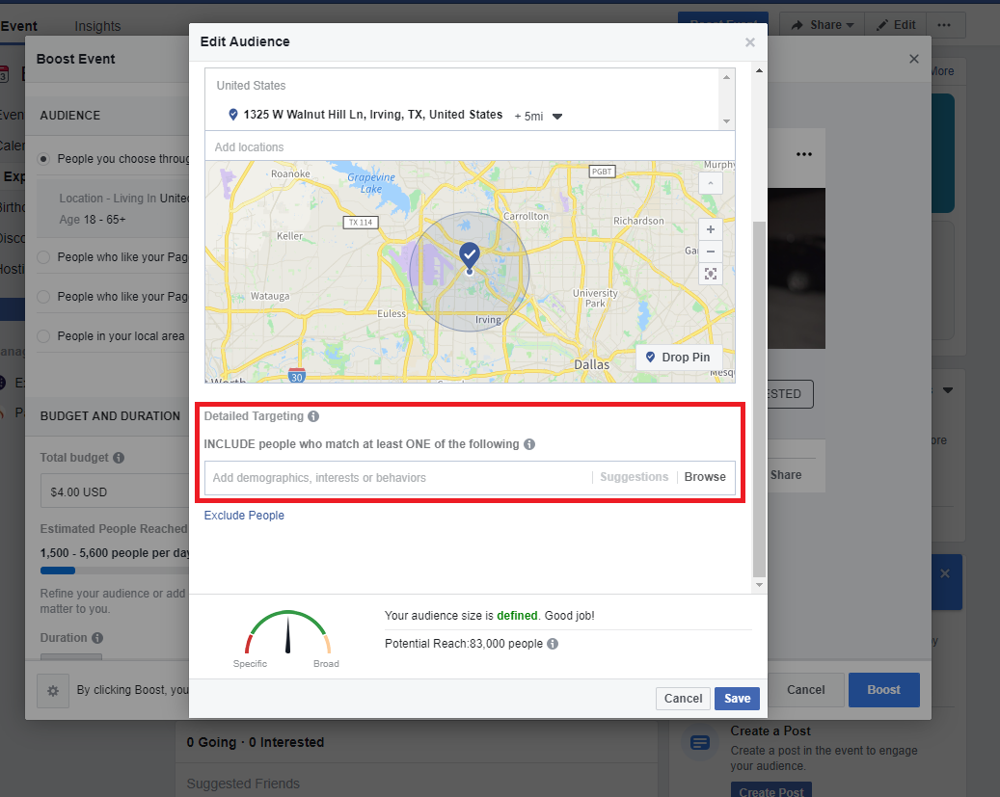 Event
Insights
Boost Event
Share
Edit
...
More
Boost Event
AUDIENCE
People you choose throug
Location - Living In United
Age 18 - 65+
People who like your Pag
People who like your Pag
People in your local area
BUDGET AND DURATION
Total budget
$4.00 USD
Estimated People Reached
1,500 - 5,600 people per day
Refine your audience or add
matter to you.
Duration
By clicking Boost, you
Edit Audience
United States
1325 W Walnut Hill Ln, Irving, TX, United States + 5mi
Add locations
Roanoke
Grapevine
Lake
PGBT
Murphy
TX 114
Carrollton
Richardson
Keller
Ga
Watauga
University
Park
Euless
Irving
Dallas
Drop Pin
Mesq
30
Worth
Detailed Targeting
INCLUDE people who match at least ONE of the following
Add demographics, interests or behaviors
Suggestions
Browse
Exclude People
Your audience size is defined. Good job!
Potential Reach:83,000 people
Specific
Broad
Cancel
Save
Share
Cancel
Boost
0 Going · 0 Interested
Suggested Friends
Create a Post
Create a post in the event to engage
your audience.
Create Post